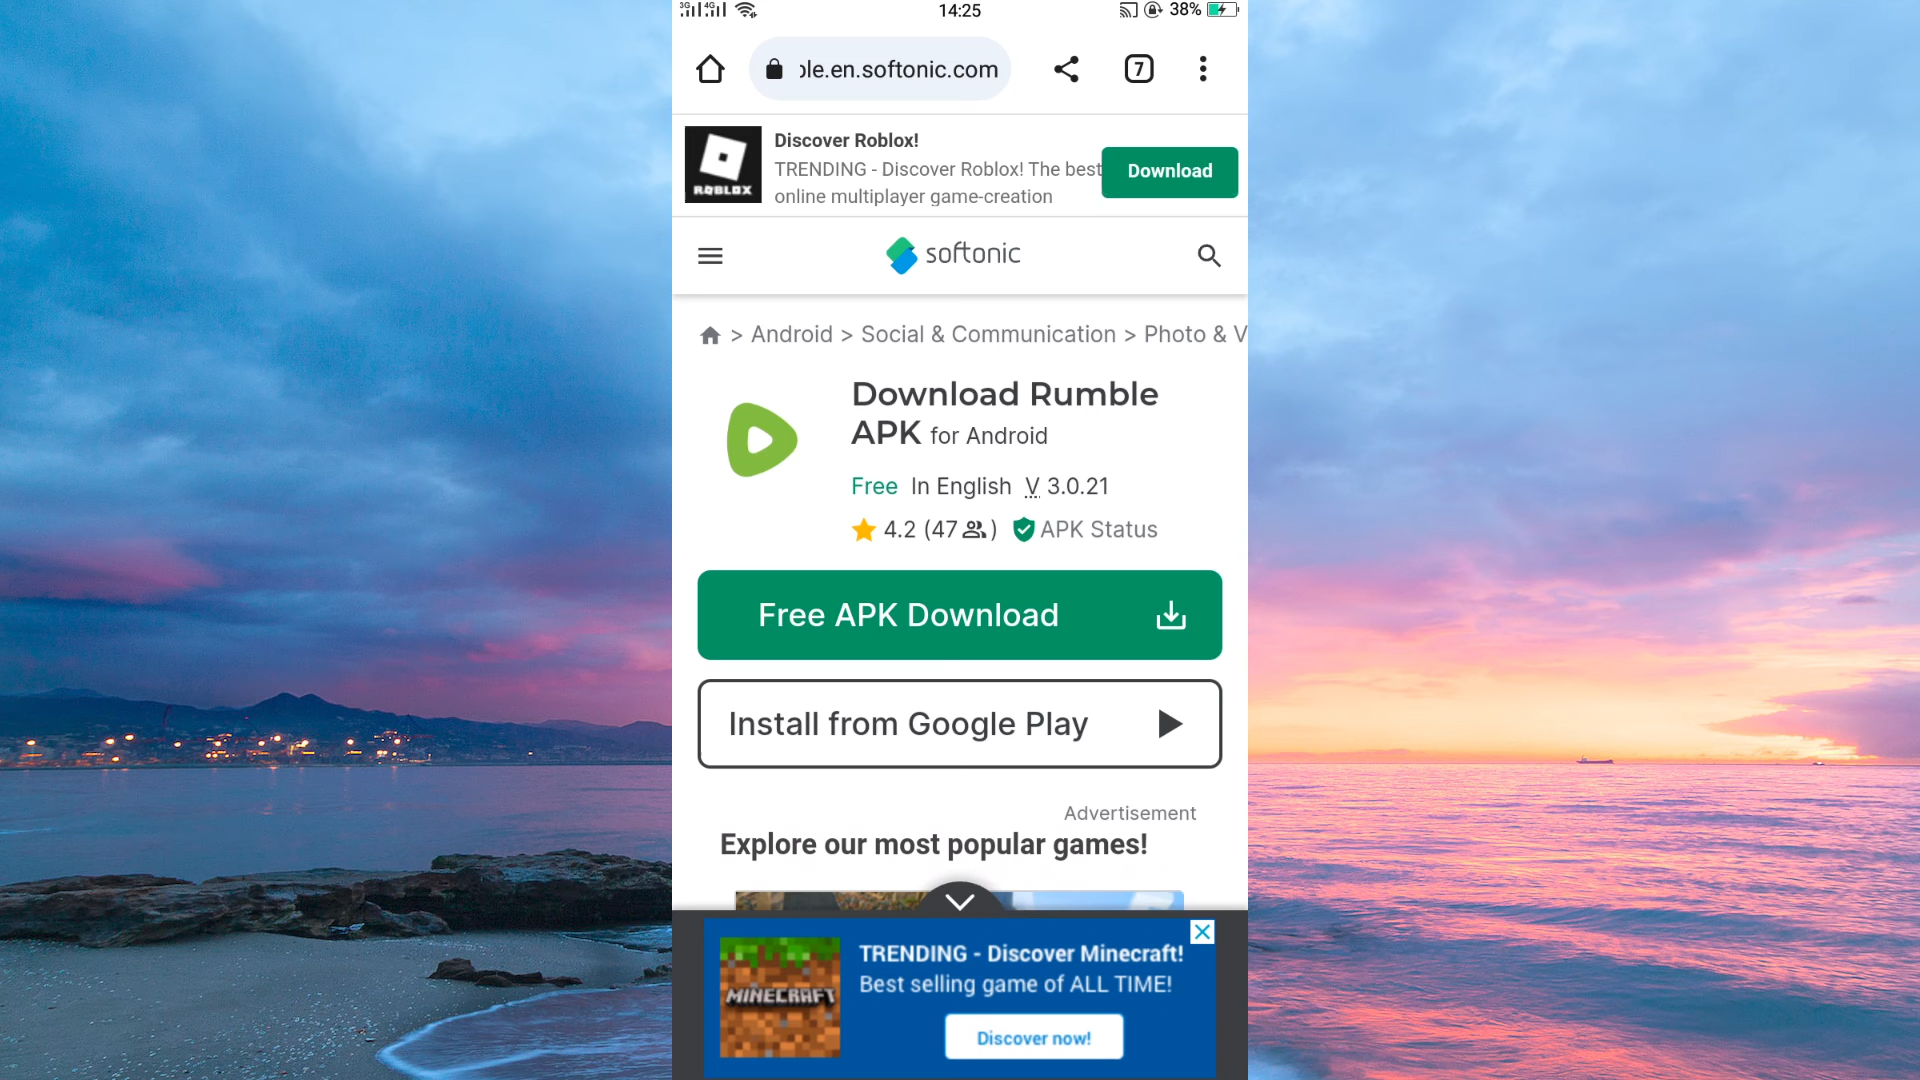 3G 4G 14:25 38%
ble.en.softonic.com 7
Discover Roblox!
TRENDING - Discover Roblox! The best
online multiplayer game-creation
Download
ROBLOX
softonic
> Android > Social & Communication > Photo & V
Download Rumble
APK for Android
Free In English V 3.0.21
4.2 (47 ) APK Status
Free APK Download
Install from Google Play
Advertisement
Explore our most popular games!
TRENDING - Discover Minecraft!
Best selling game of ALL TIME!
MINECRAFT
Discover now!